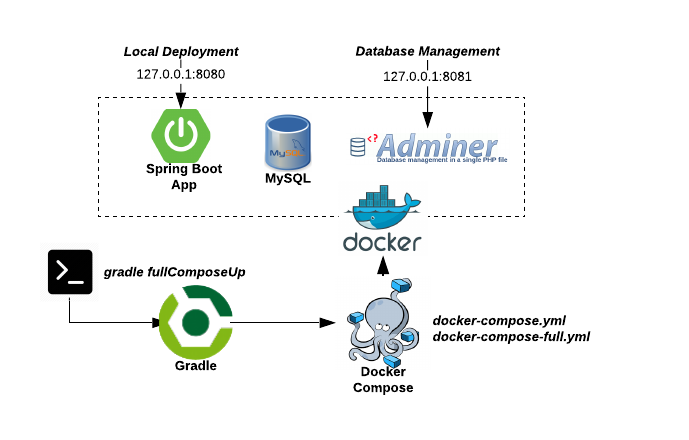 Local Deployment
Database Management
127.0.0.1:8080
127.0.0.1:8081
<? Adminer
Database management in a single PHP file
MySQL
Spring Boot
App
MySQL
docker
>_
gradle fullComposeUp
docker-compose.yml
docker-compose-full.yml
Gradle
Docker
Compose